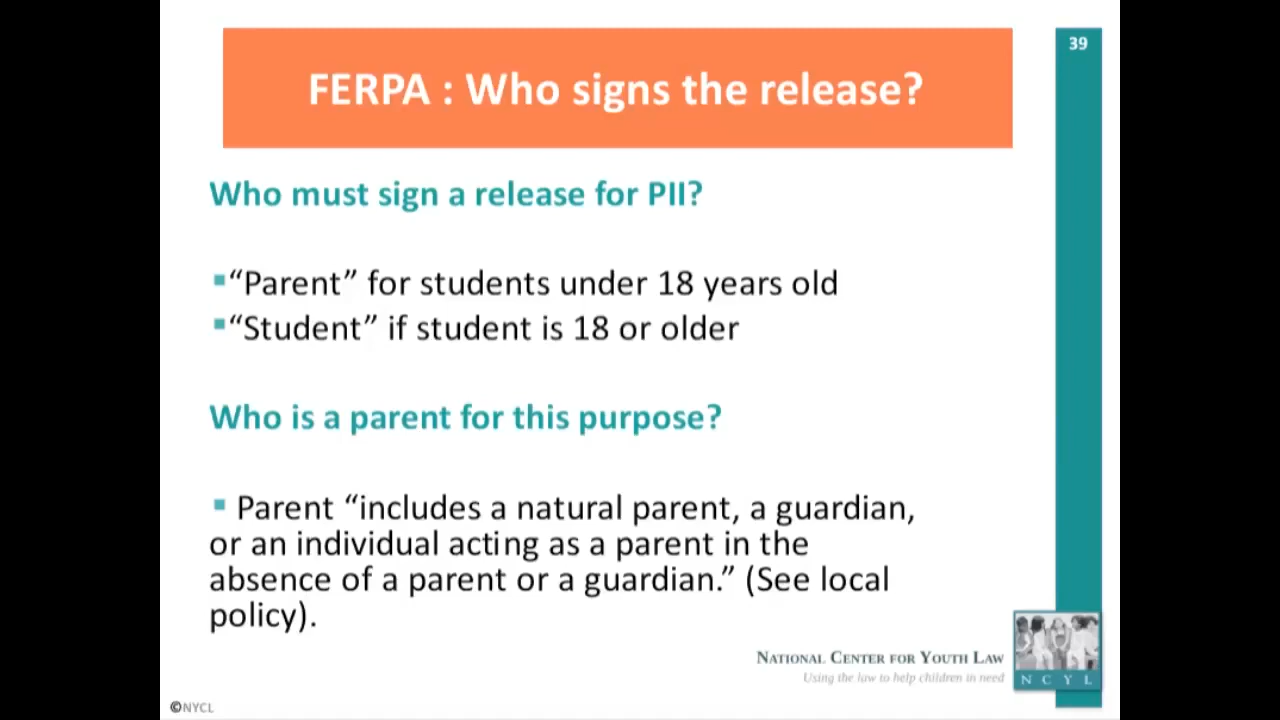 39
FERPA : Who signs the release?
Who must sign a release for PII?
▪“Parent” for students under 18 years old
▪“Student” if student is 18 or older
Who is a parent for this purpose?
▪ Parent “includes a natural parent, a guardian,
or an individual acting as a parent in the
absence of a parent or a guardian.” (See local
policy).
NATIONAL CENTER FOR YOUTH LAW
Using the law to help children in need
NCYL
©NYCL